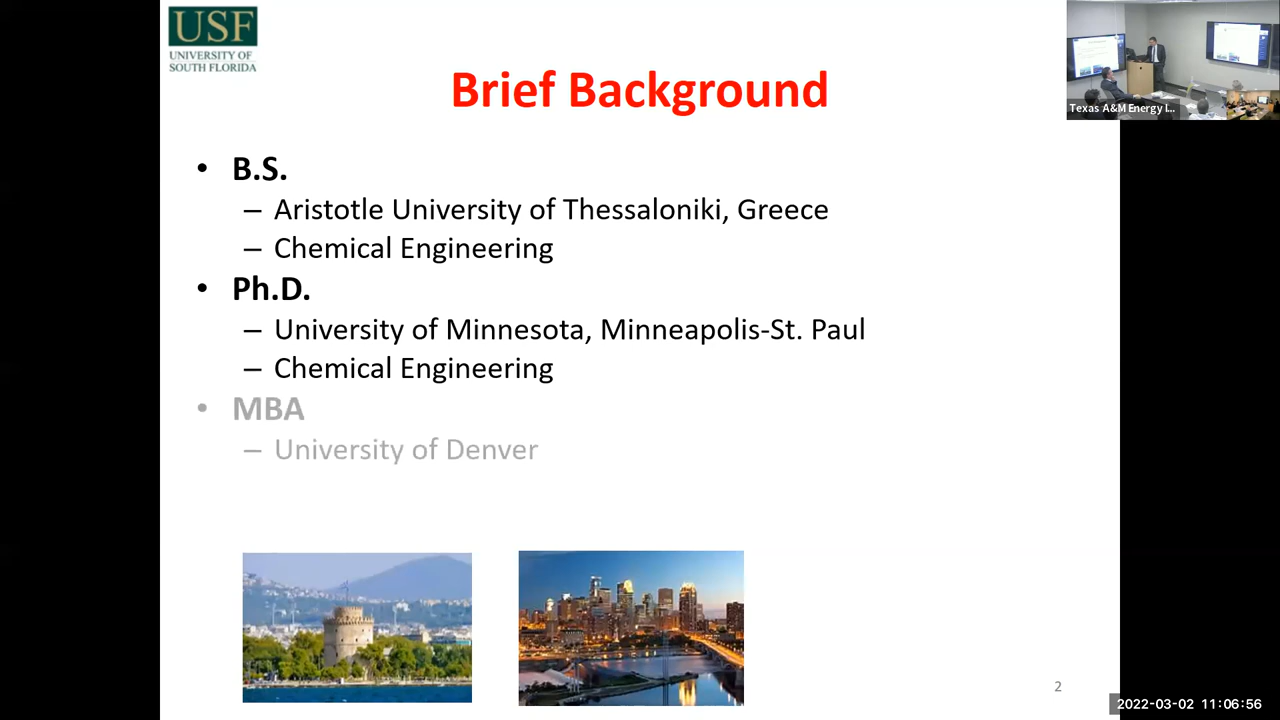 USF
UNIVERSITY OF
SOUTH FLORIDA
Brief Background
Texas A&M Energy I...
• B.S.
– Aristotle University of Thessaloniki, Greece
– Chemical Engineering
• Ph.D.
– University of Minnesota, Minneapolis-St. Paul
– Chemical Engineering
• MBA
– University of Denver
2
2022-03-02 11:06:56